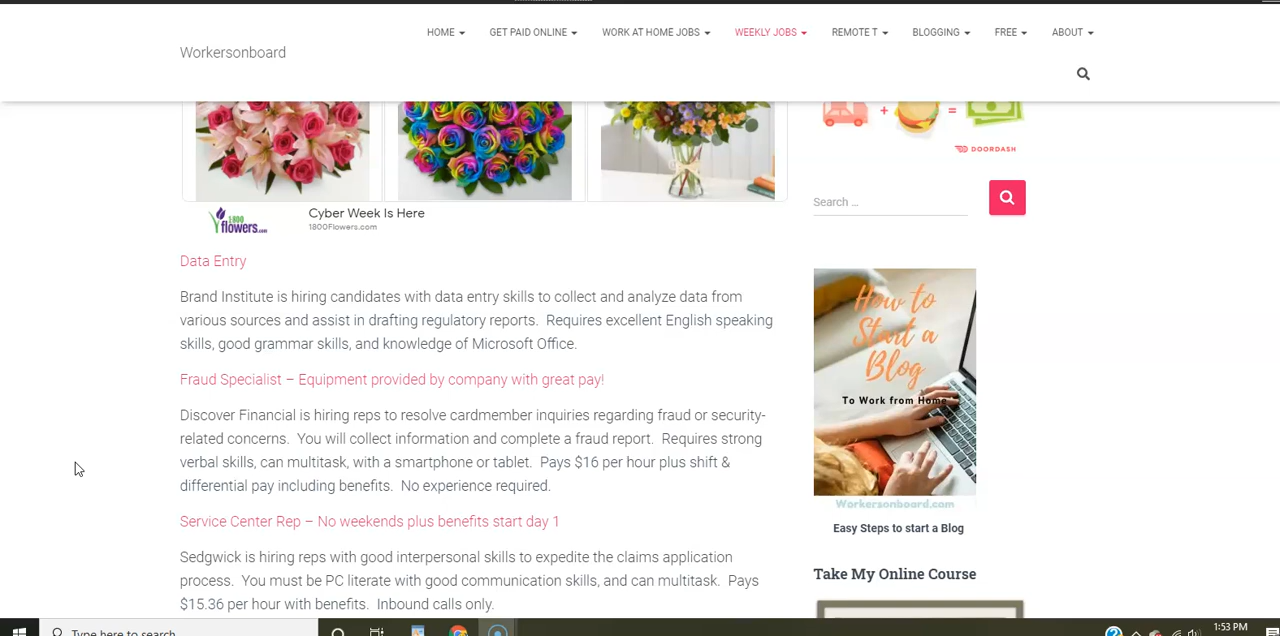 HOME GET PAID ONLINE WORK AT HOME JOBS WEEKLY JOBS REMOTE T BLOGGING FREE ABOUT
Workersonboard
DOORDASH
Search …
1800
flowers.com
Cyber Week Is Here
1800Flowers.com
Data Entry
Brand Institute is hiring candidates with data entry skills to collect and analyze data from
various sources and assist in drafting regulatory reports. Requires excellent English speaking
skills, good grammar skills, and knowledge of Microsoft Office.
Fraud Specialist – Equipment provided by company with great pay!
Discover Financial is hiring reps to resolve cardmember inquiries regarding fraud or security-
related concerns. You will collect information and complete a fraud report. Requires strong
verbal skills, can multitask, with a smartphone or tablet. Pays $16 per hour plus shift &
differential pay including benefits. No experience required.
Service Center Rep – No weekends plus benefits start day 1
Sedgwick is hiring reps with good interpersonal skills to expedite the claims application
process. You must be PC literate with good communication skills, and can multitask. Pays
$15.36 per hour with benefits. Inbound calls only.
How to
Start a
Blog
To Work from Home
Workersonboard.com
Easy Steps to start a Blog
Take My Online Course
Type here to search
1:53 PM